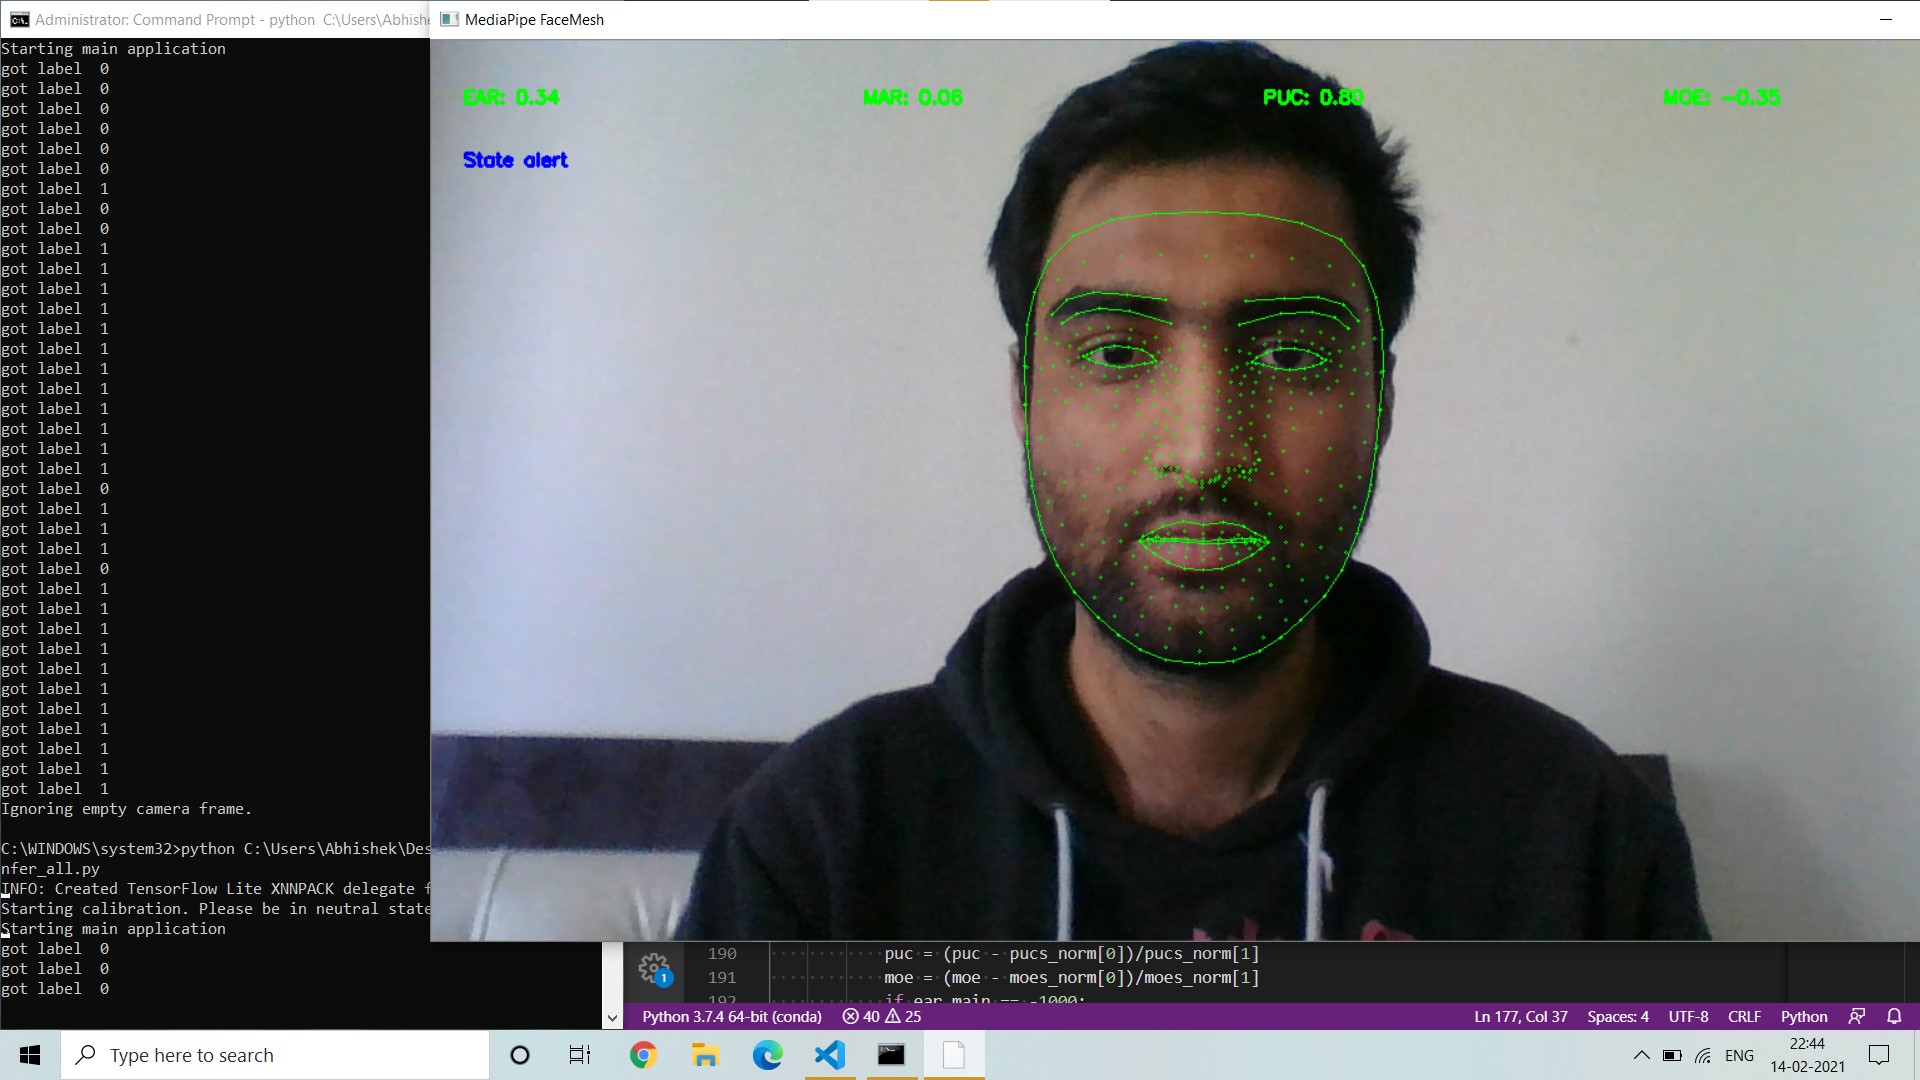 Administrator: Command Prompt - python  C:\Users\Abhishe
Starting main application
got label  0
got label  0
got label  0
got label  0
got label  0
got label  0
got label  1
got label  0
got label  0
got label  1
got label  1
got label  1
got label  1
got label  1
got label  1
got label  1
got label  1
got label  1
got label  1
got label  1
got label  1
got label  0
got label  1
got label  1
got label  1
got label  0
got label  1
got label  1
got label  1
got label  1
got label  1
got label  1
got label  1
got label  1
got label  1
got label  1
got label  1
Ignoring empty camera frame.
C:\WINDOWS\system32>python C:\Users\Abhishek\Des
nfer_all.py
INFO: Created TensorFlow Lite XNNPACK delegate f
Starting calibration. Please be in neutral state
Starting main application
got label  0
got label  0
got label  0
MediaPipe FaceMesh
EAR: 0.34 MAR: 0.06 PUC: 0.80 MOE: -0.35
State alert
190 puc = (puc - pucs_norm[0])/pucs_norm[1]
191 moe = (moe - moes_norm[0])/moes_norm[1]
192 if ear_main == -1000:
1
Python 3.7.4 64-bit (conda) 40 25 Ln 177, Col 37 Spaces: 4 UTF-8 CRLF Python
Type here to search
ENG
22:44
14-02-2021